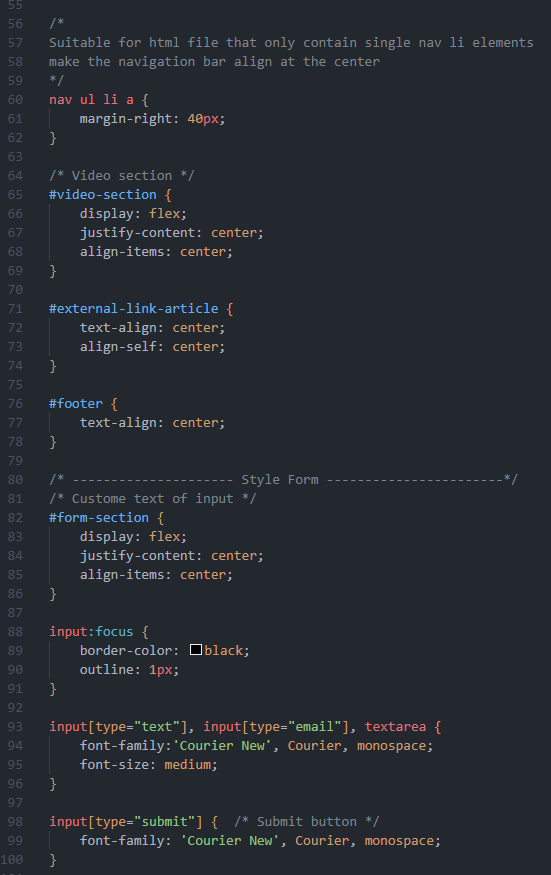 55
56 /*
57 Suitable for html file that only contain single nav li elements
58 make the navigation bar align at the center
59 */
60 nav ul li a {
61     margin-right: 40px;
62 }
63
64 /* Video section */
65 #video-section {
66     display: flex;
67     justify-content: center;
68     align-items: center;
69 }
70
71 #external-link-article {
72     text-align: center;
73     align-self: center;
74 }
75
76 #footer {
77     text-align: center;
78 }
79
80 /* --------------------- Style Form -----------------------*/
81 /* Custome text of input */
82 #form-section {
83     display: flex;
84     justify-content: center;
85     align-items: center;
86 }
87
88 input:focus {
89     border-color: black;
90     outline: 1px;
91 }
92
93 input[type="text"], input[type="email"], textarea {
94     font-family:'Courier New', Courier, monospace;
95     font-size: medium;
96 }
97
98 input[type="submit"] {  /* Submit button */
99     font-family: 'Courier New', Courier, monospace;
100 }